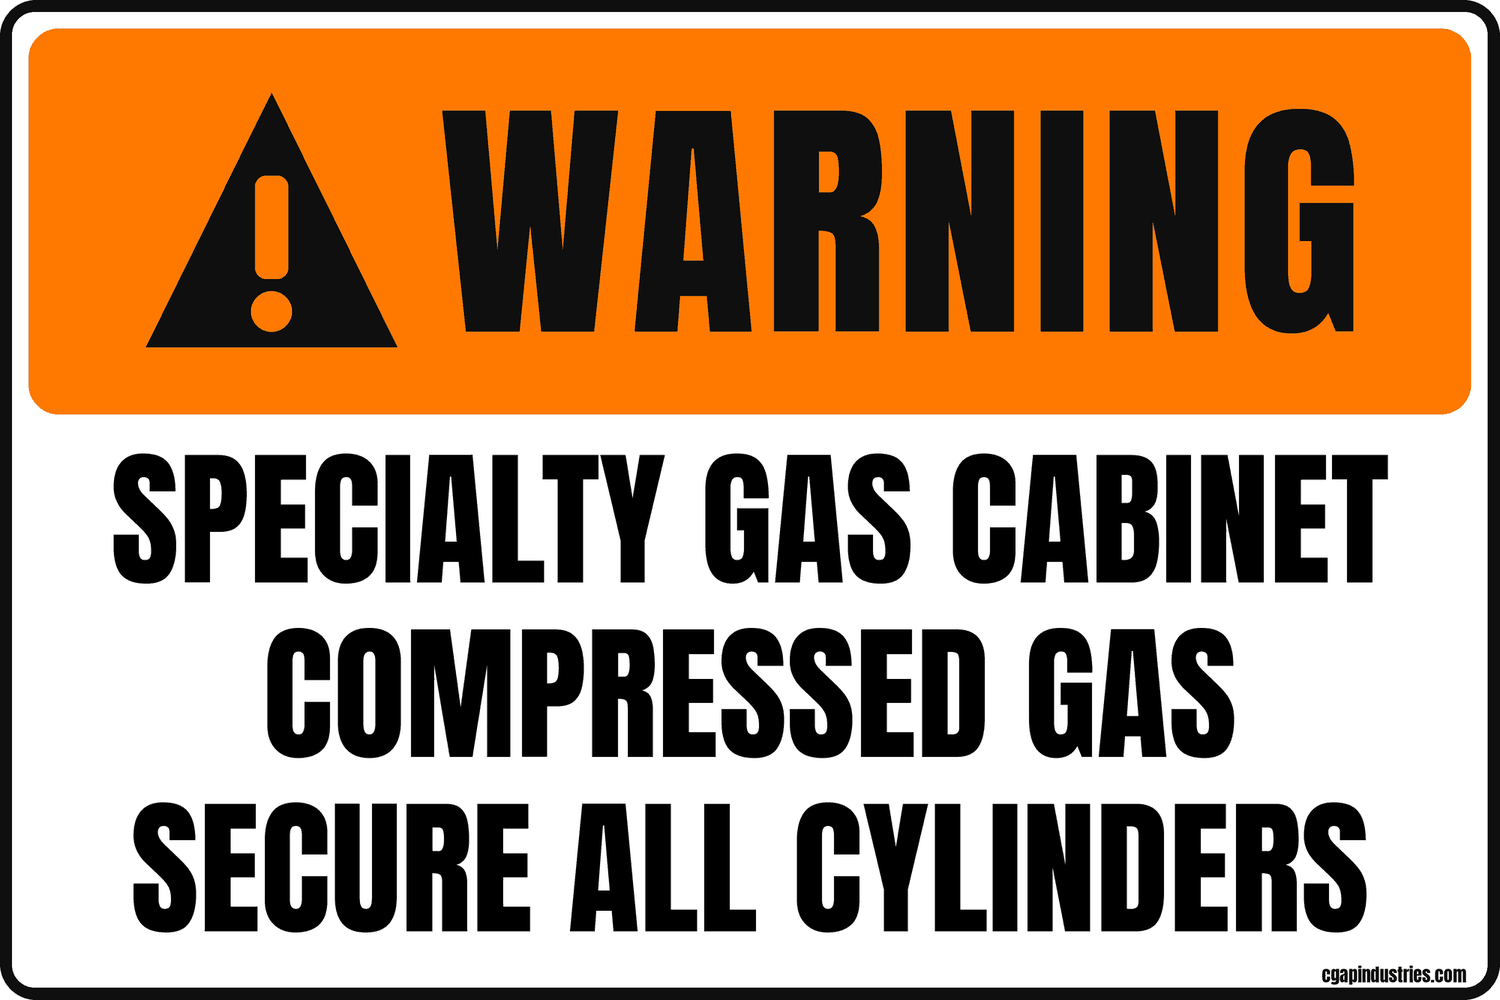 WARNING
SPECIALTY GAS CABINET
COMPRESSED GAS
SECURE ALL CYLINDERS
cgapindustries.com